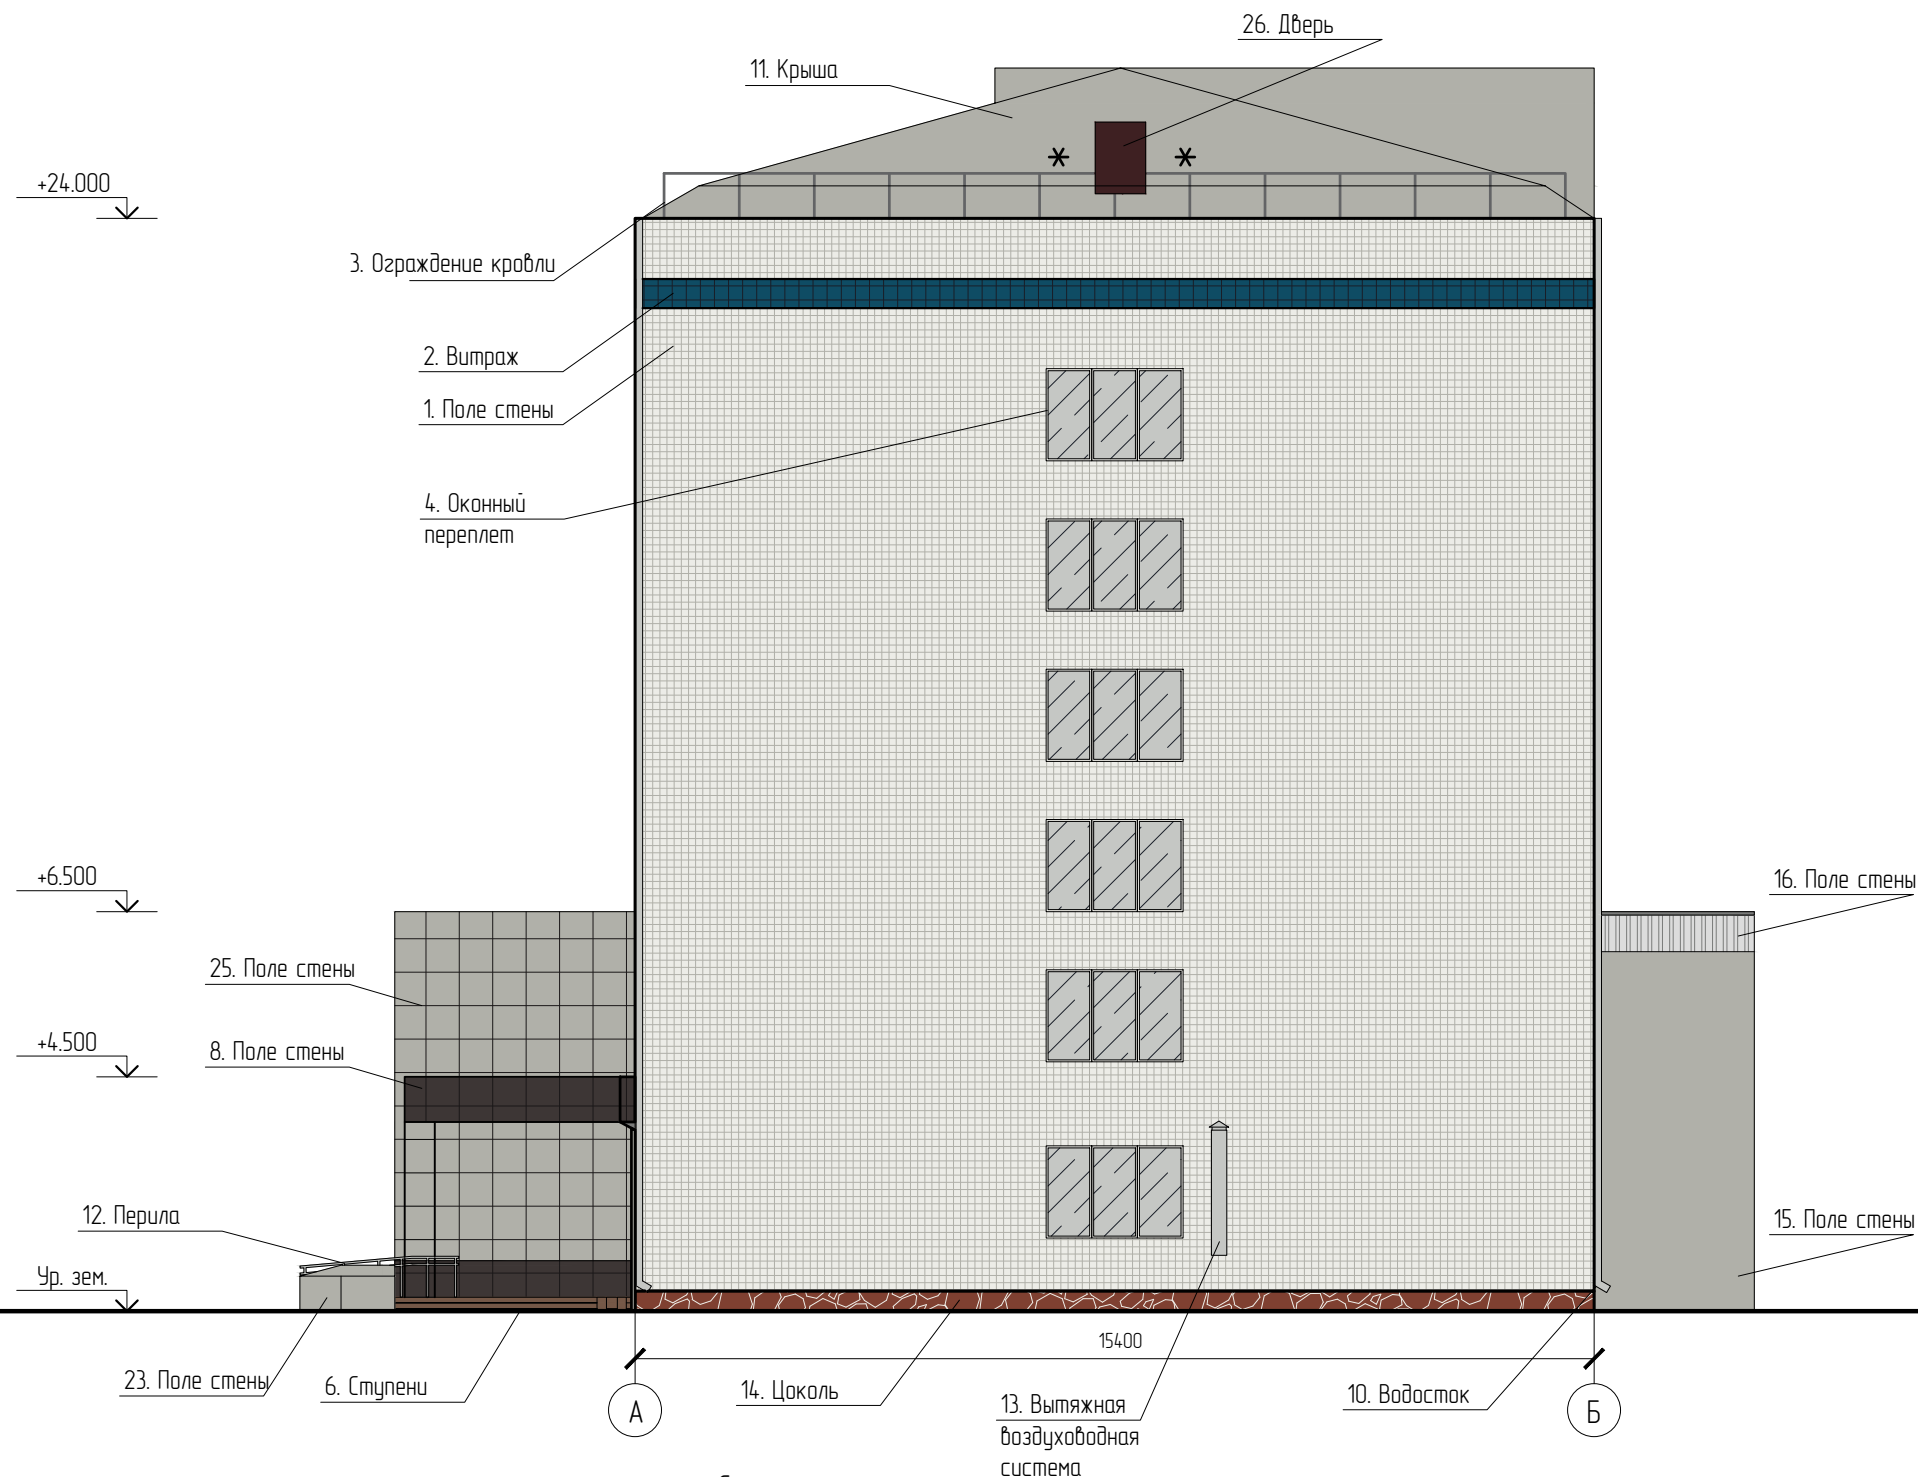 26. Дверь
11. Крыша
+24.000
3. Ограждение кровли
2. Витраж
1. Поле стены
4. Оконный
переплет
+6.500
16. Поле стены
25. Поле стены
+4.500
8. Поле стены
12. Перила
15. Поле стены
Ур. зем.
15400
23. Поле стены
6. Ступени
14. Цоколь
10. Водосток
А
Б
13. Вытяжная
воздуховодная
система